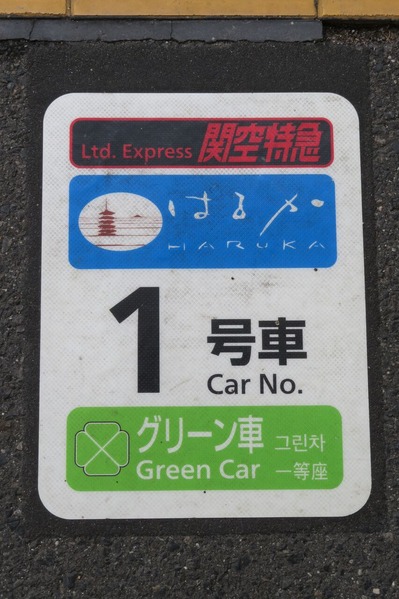 Ltd. Express 関空特急
はるか
HARUKA
1 号車
Car No.
グリーン車 그린차
Green Car 一等座